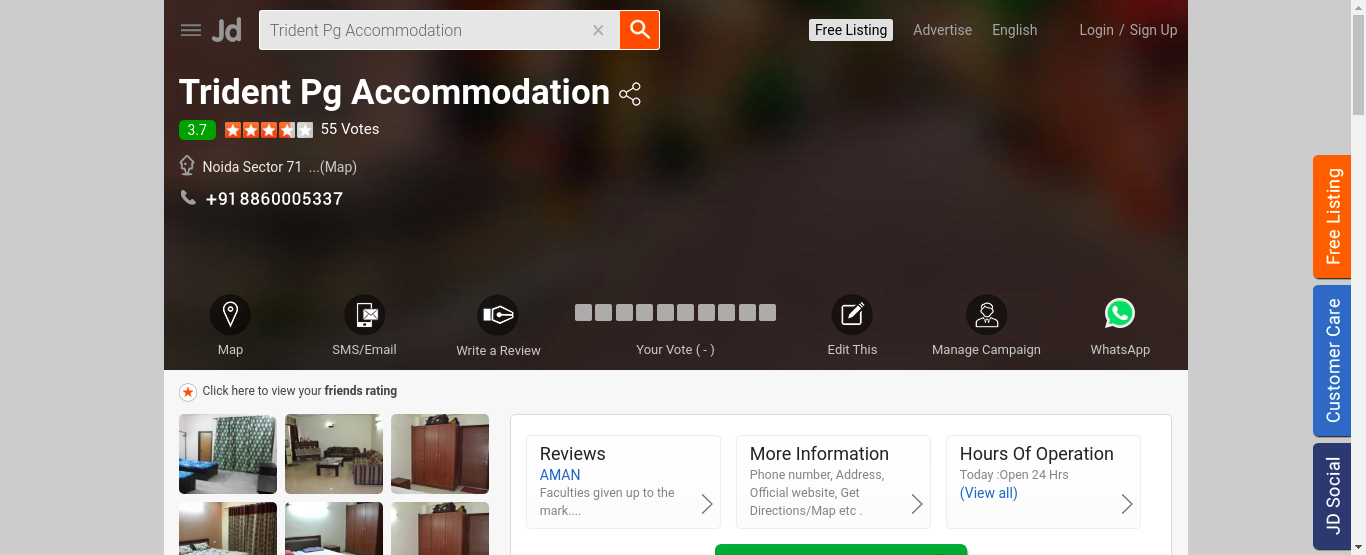 Jd
Trident Pg Accommodation
Free Listing
Advertise
English
Login / Sign Up
Trident Pg Accommodation
3.7
55 Votes
Noida Sector 71 ...(Map)
+91 8860005337
Map
SMS/Email
Write a Review
Your Vote ( - )
Edit This
Manage Campaign
WhatsApp
Click here to view your friends rating
Reviews
AMAN
Faculties given up to the
mark....
More Information
Phone number, Address,
Official website, Get
Directions/Map etc .
Hours Of Operation
Today :Open 24 Hrs
(View all)
Free Listing
Customer Care
JD Social